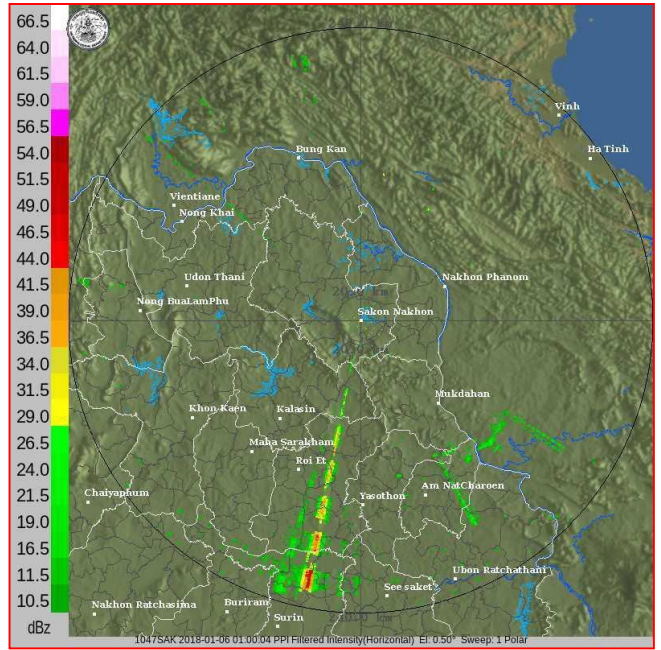 66.5
64.0
61.5
59.0
56.5
54.0
51.5
49.0
46.5
44.0
41.5
39.0
36.5
34.0
31.5
29.0
26.5
24.0
21.5
19.0
16.5
11.5
10.5
dBz
Vinh
Ha Tinh
Bung Kan
Vientiane
Nong Khai
Udon Thani
Nakhon Phanom
Nong BuaLamPhu
Sakon Nakhon
Mukdahan
Khon Kaen
Kalasin
Maha Sarakham
Roi Et
Am NatCharoen
Chaiyaphum
Yasothon
Ubon Ratchathani
See saket
Nakhon Ratchasima
Buriram
Surin
1047SAK 2018-01-06 01:00:04 PPI Filtered Intensity(Horizontal) El: 0.50° Sweep: 1 Polar